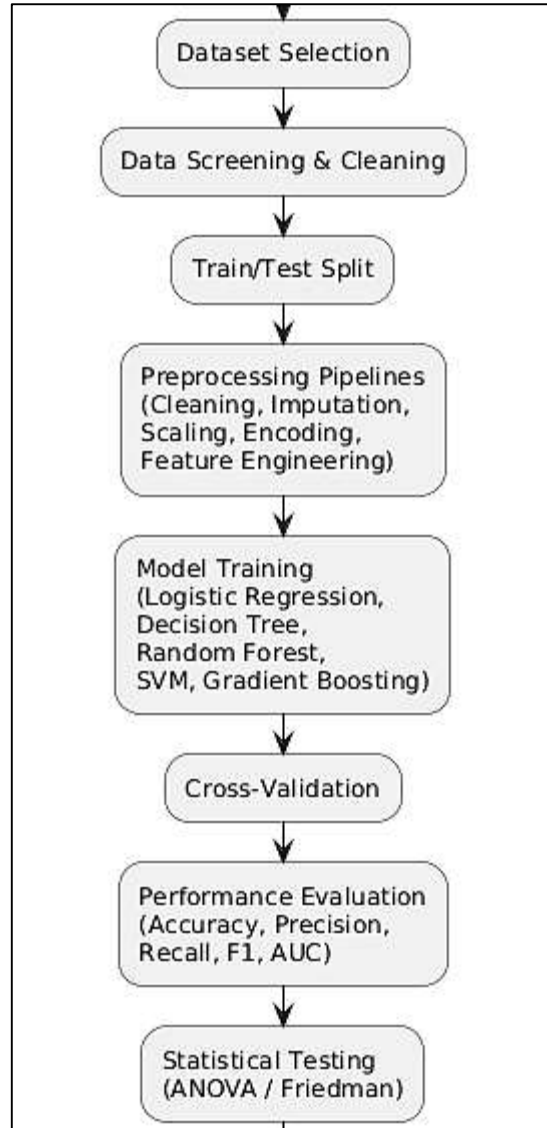 Dataset Selection
Data Screening & Cleaning
Train/Test Split
Preprocessing Pipelines
(Cleaning, Imputation,
Scaling, Encoding,
Feature Engineering)
Model Training
(Logistic Regression,
Decision Tree,
Random Forest,
SVM, Gradient Boosting)
Cross-Validation
Performance Evaluation
(Accuracy, Precision,
Recall, F1, AUC)
Statistical Testing
(ANOVA / Friedman)